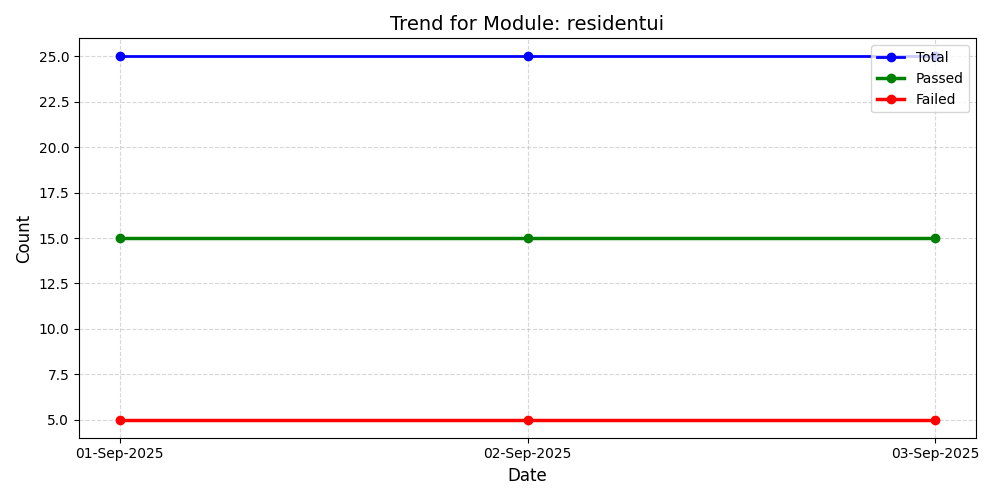 Trend for Module: residentui
25.0
22.5
20.0
17.5
15.0
12.5
10.0
7.5
5.0
Count
Total
Passed
Failed
01-Sep-2025
02-Sep-2025
03-Sep-2025
Date